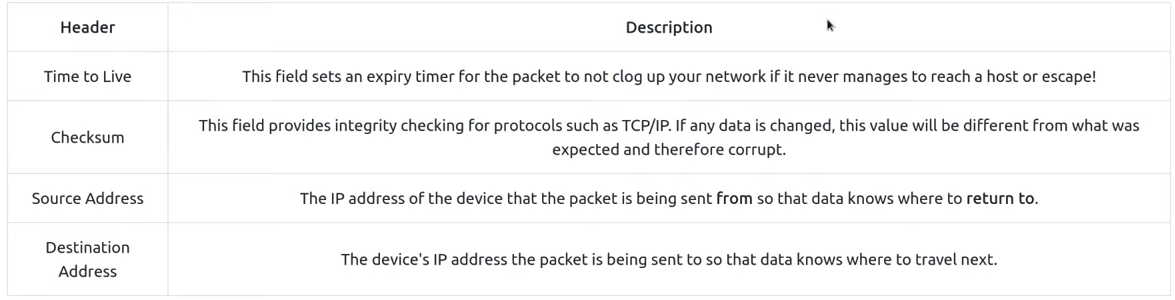 Header
Description
Time to Live
This field sets an expiry timer for the packet to not clog up your network if it never manages to reach a host or escape!
Checksum
This field provides integrity checking for protocols such as TCP/IP. If any data is changed, this value will be different from what was
expected and therefore corrupt.
Source Address
The IP address of the device that the packet is being sent from so that data knows where to return to.
Destination
Address
The device's IP address the packet is being sent to so that data knows where to travel next.